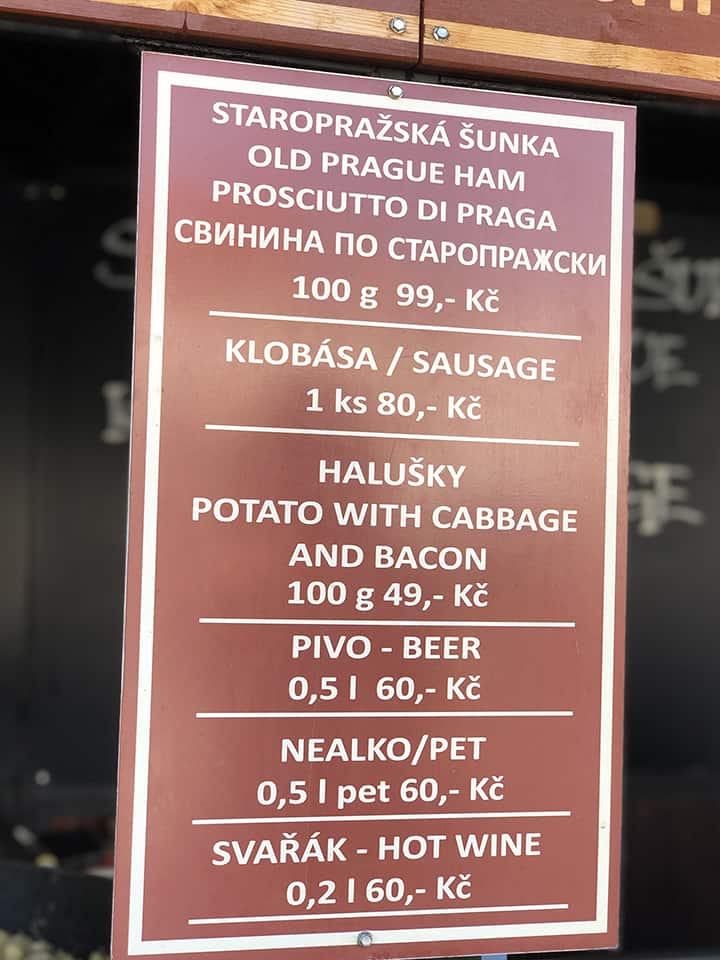 STAROPRAŽSKÁ ŠUNKA
OLD PRAGUE HAM
PROSCIUTTO DI PRAGA
СВИНИНА ПО СТАРОПРАЖСКИ
100 g 99,- Kč
KLOBÁSA / SAUSAGE
1 ks 80,- Kč
HALUŠKY
POTATO WITH CABBAGE
AND BACON
100 g 49,- Kč
PIVO - BEER
0,5 l 60,- Kč
NEALKO/PET
0,5 l pet 60,- Kč
SVAŘÁK - HOT WINE
0,2 l 60,- Kč